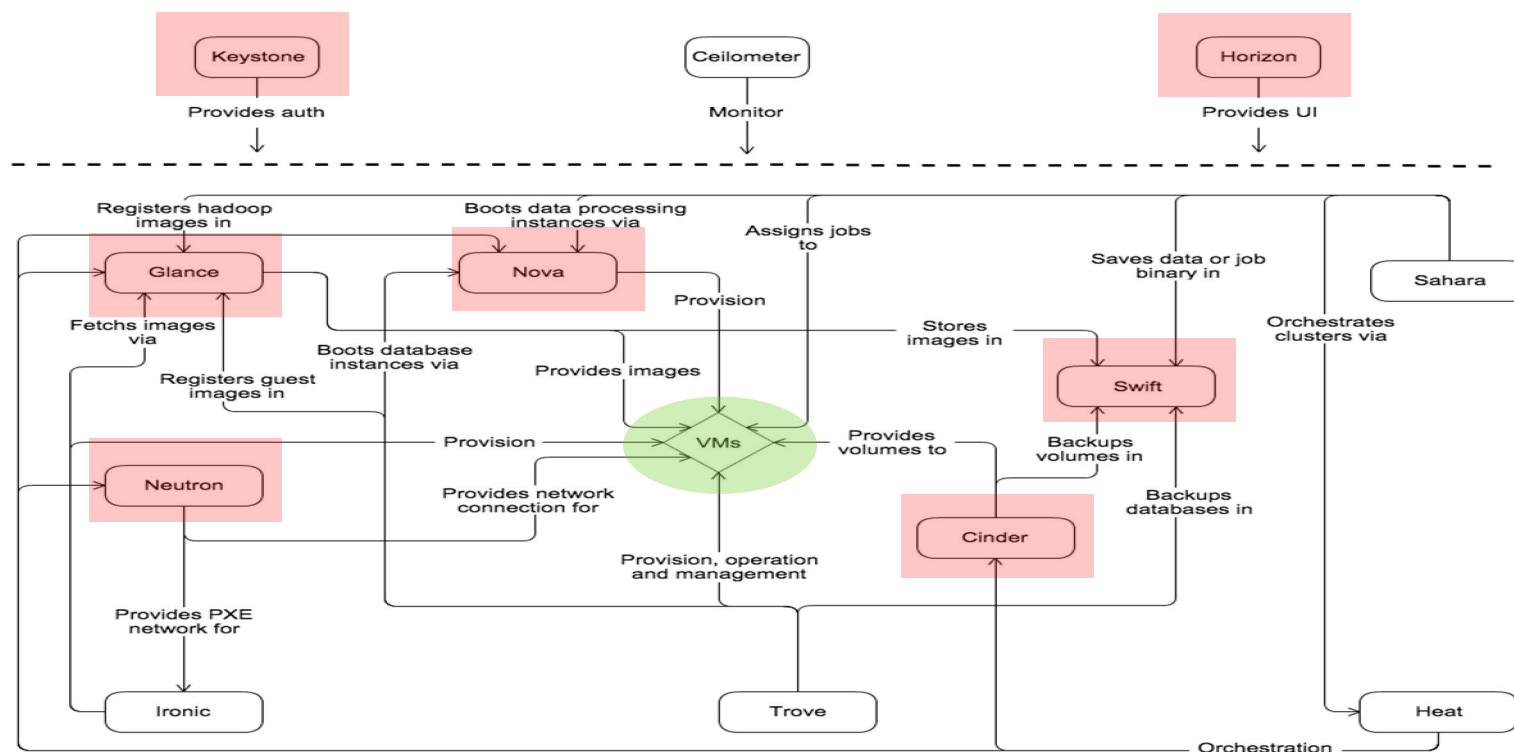 Keystone
Ceilometer
Horizon
Provides auth
Monitor
Provides UI
Registers hadoop
images in
Boots data processing
instances via
Assigns jobs
to
Saves data or job
binary in
Glance
Nova
Sahara
Provision
Fetchs images
via
Stores
images in
Orchestrates
clusters via
Boots database
instances via
Provides images
Registers guest
images in
Swift
Provision
VMs
Provides
volumes to
Backups
volumes in
Neutron
Provides network
connection for
Backups
databases in
Cinder
Provision, operation
and management
Provides PXE
network for
Ironic
Trove
Heat
Orchestration